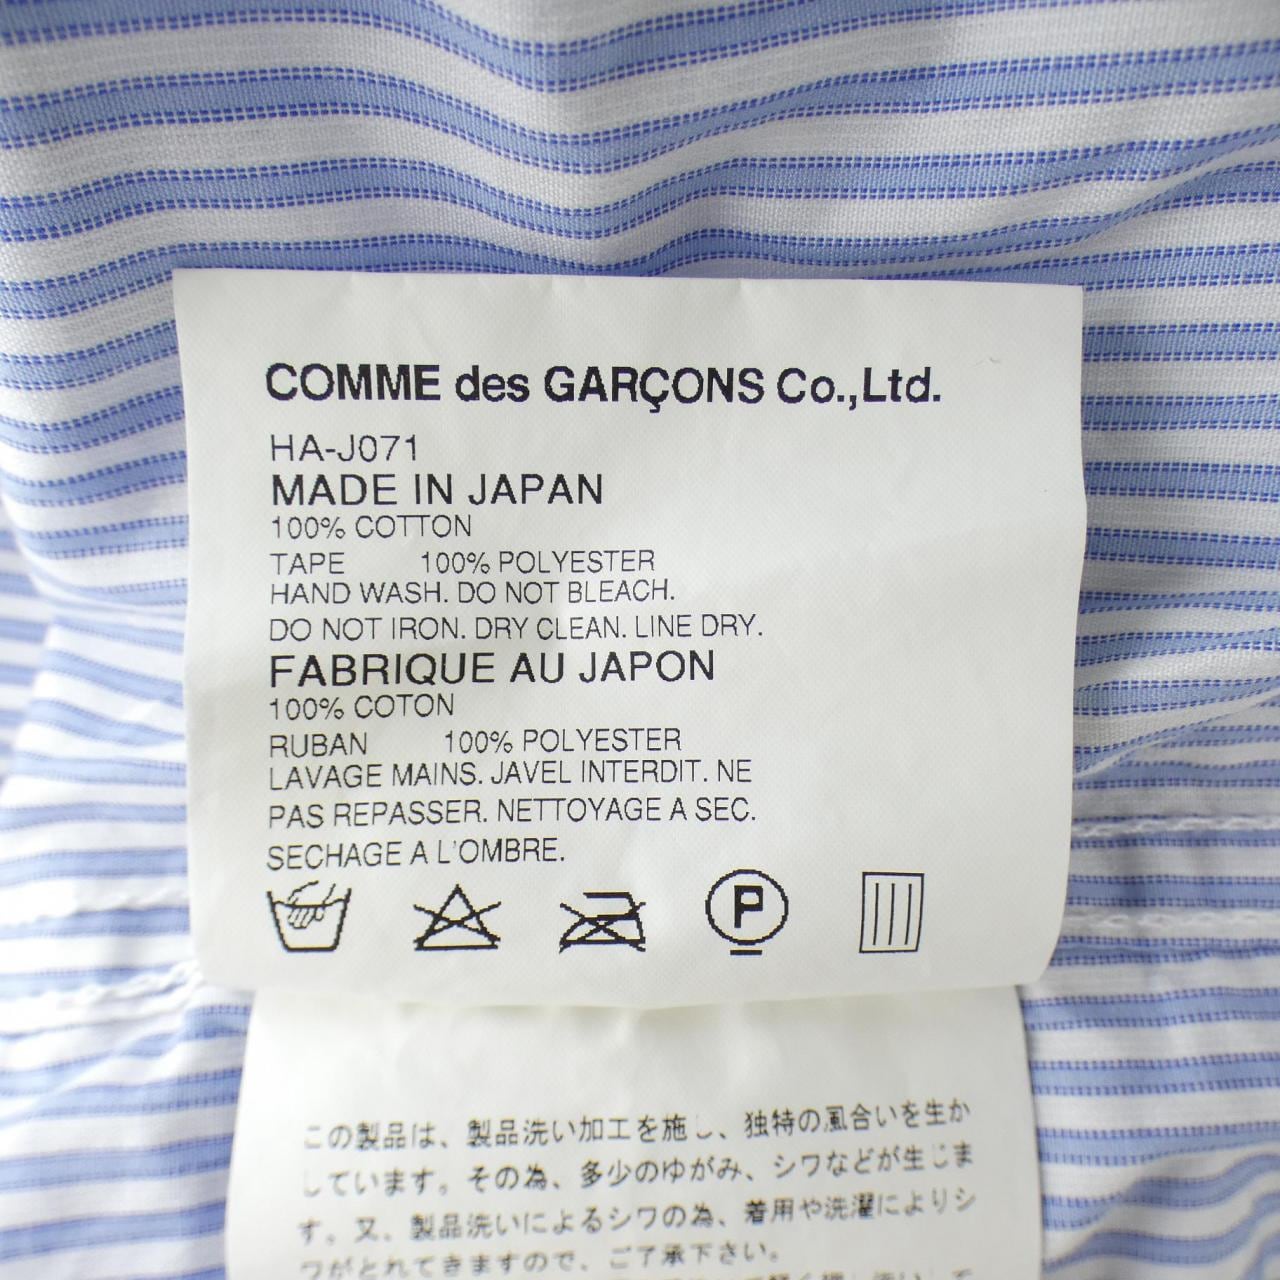 COMME des GARÇONS Co.,Ltd.
HA-J071
MADE IN JAPAN
100% COTTON
TAPE 100% POLYESTER
HAND WASH. DO NOT BLEACH.
DO NOT IRON. DRY CLEAN. LINE DRY.
FABRIQUE AU JAPON
100% COTON
RUBAN 100% POLYESTER
LAVAGE MAINS. JAVEL INTERDIT. NE
PAS REPASSER. NETTOYAGE A SEC.
SECHAGE A L'OMBRE.
P
この製品は、製品洗い加工を施し、独特の風合いを生か
しています。その為、多少のゆがみ、シワなどが生じま
す。又、製品洗いによるシワの為、着用や洗濯によりシ
ワがとれてきますので、ご了承下さい。